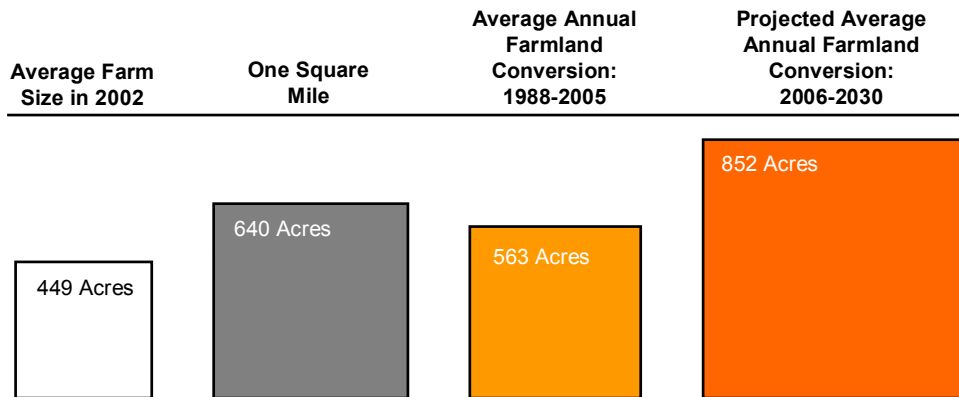 Average Farm
Size in 2002
One Square
Mile
Average Annual
Farmland
Conversion:
1988-2005
Projected Average
Annual Farmland
Conversion:
2006-2030
449 Acres
640 Acres
563 Acres
852 Acres